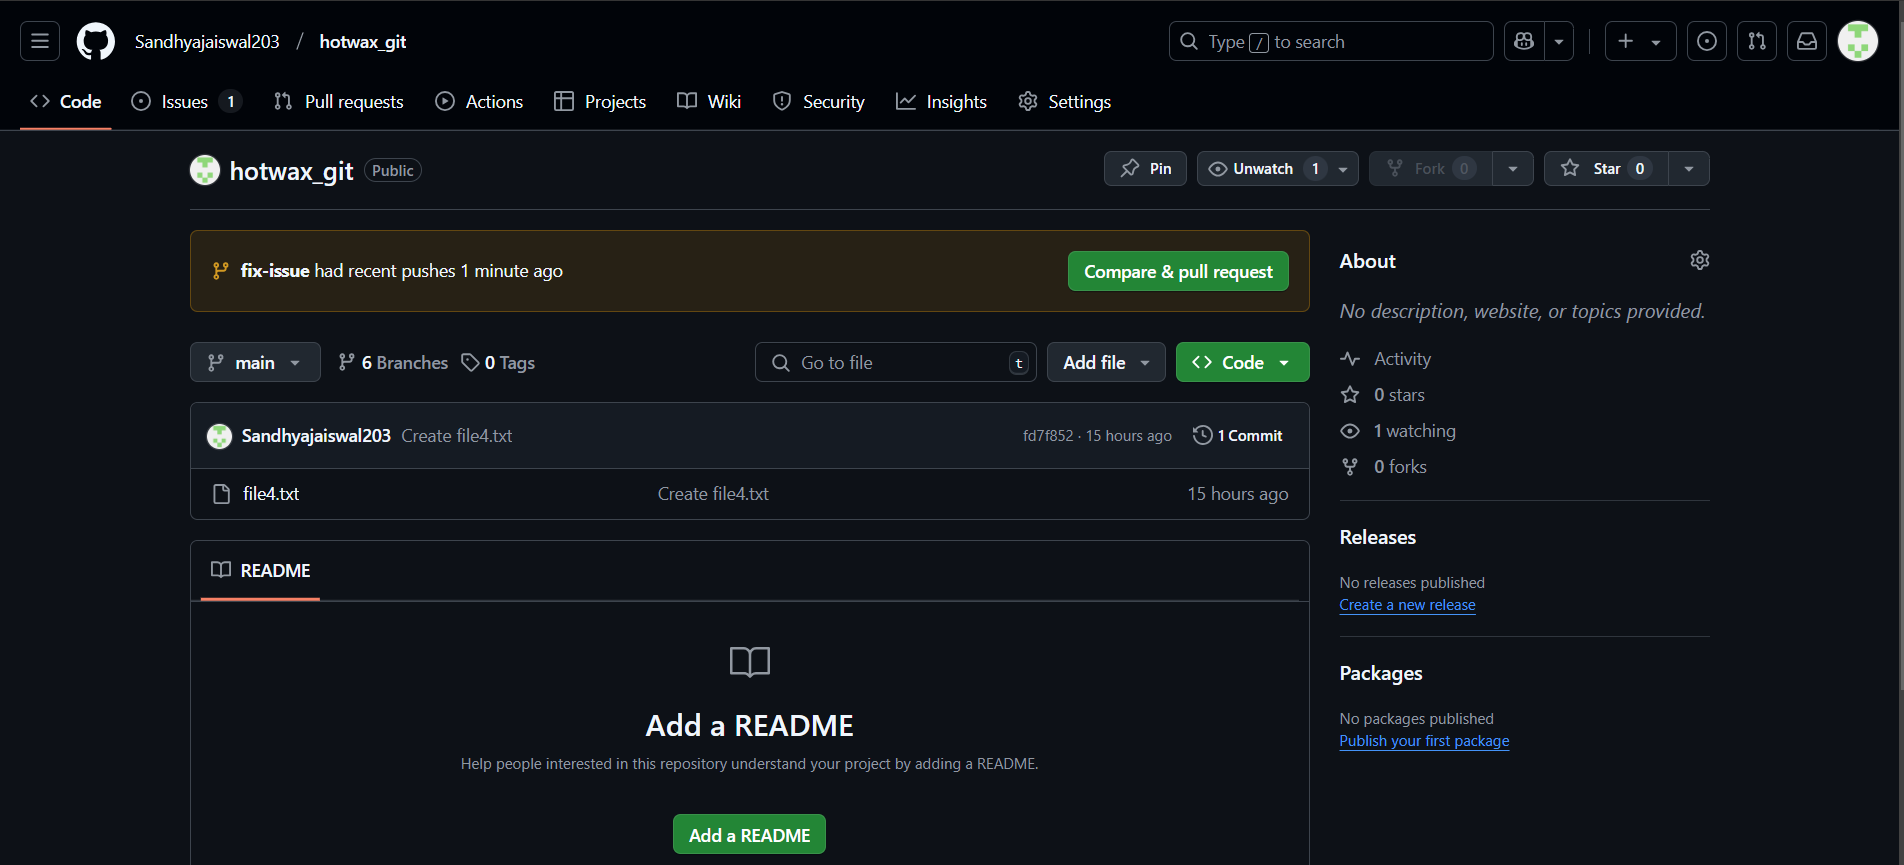 Sandhyajaiswal203 / hotwax_git
Type / to search
Code
Issues 1
Pull requests
Actions
Projects
Wiki
Security
Insights
Settings
hotwax_git Public
Pin
Unwatch 1
Fork 0
Star 0
fix-issue had recent pushes 1 minute ago
Compare & pull request
main
6 Branches
0 Tags
Go to file
t
Add file
Code
Sandhyajaiswal203 Create file4.txt
fd7f852 · 15 hours ago
1 Commit
file4.txt
Create file4.txt
15 hours ago
README
Add a README
Help people interested in this repository understand your project by adding a README.
Add a README
About
No description, website, or topics provided.
Activity
0 stars
1 watching
0 forks
Releases
No releases published
Create a new release
Packages
No packages published
Publish your first package